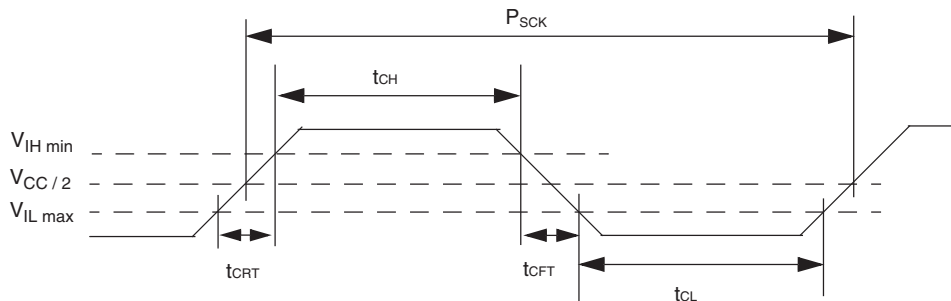 PSCK
tCH
VIH min
VCC / 2
VIL max
tCRT
tCFT
tCL